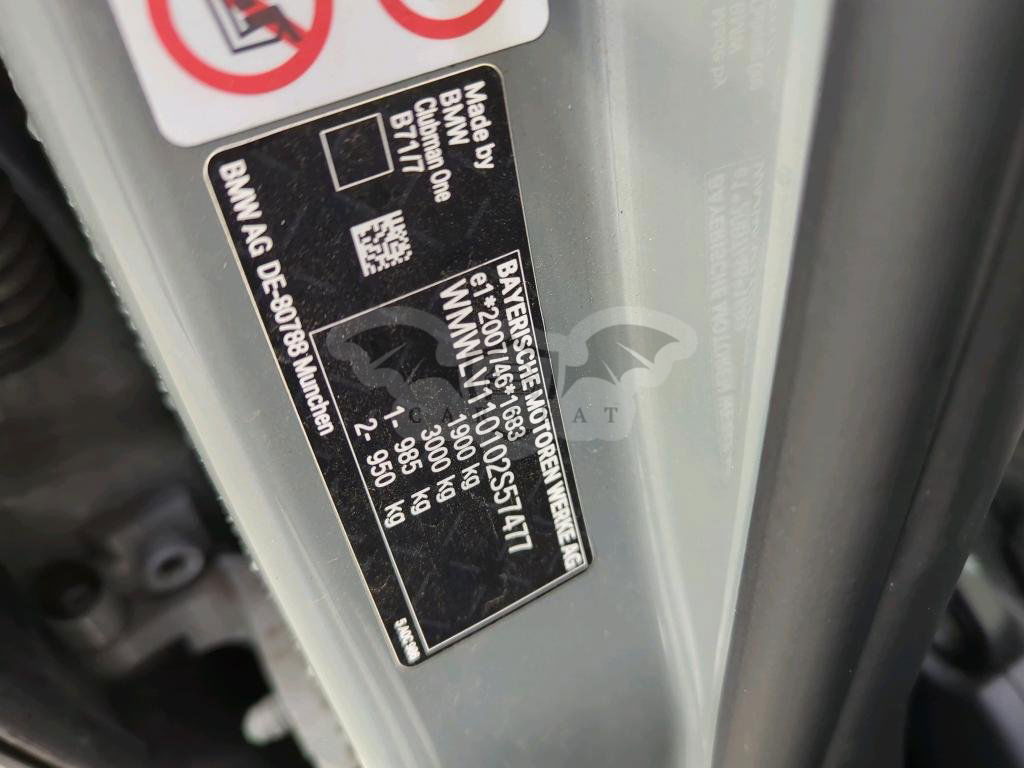 BAYERISCHE MOTOREN WERKE AG
e1*2007/46*1683
WMWLV110102S57477
1900 kg
3000 kg
1- 985 kg
2- 950 kg
Made by
BMW
Clubman One
B71/7
BMW AG DE-80788 Munchen